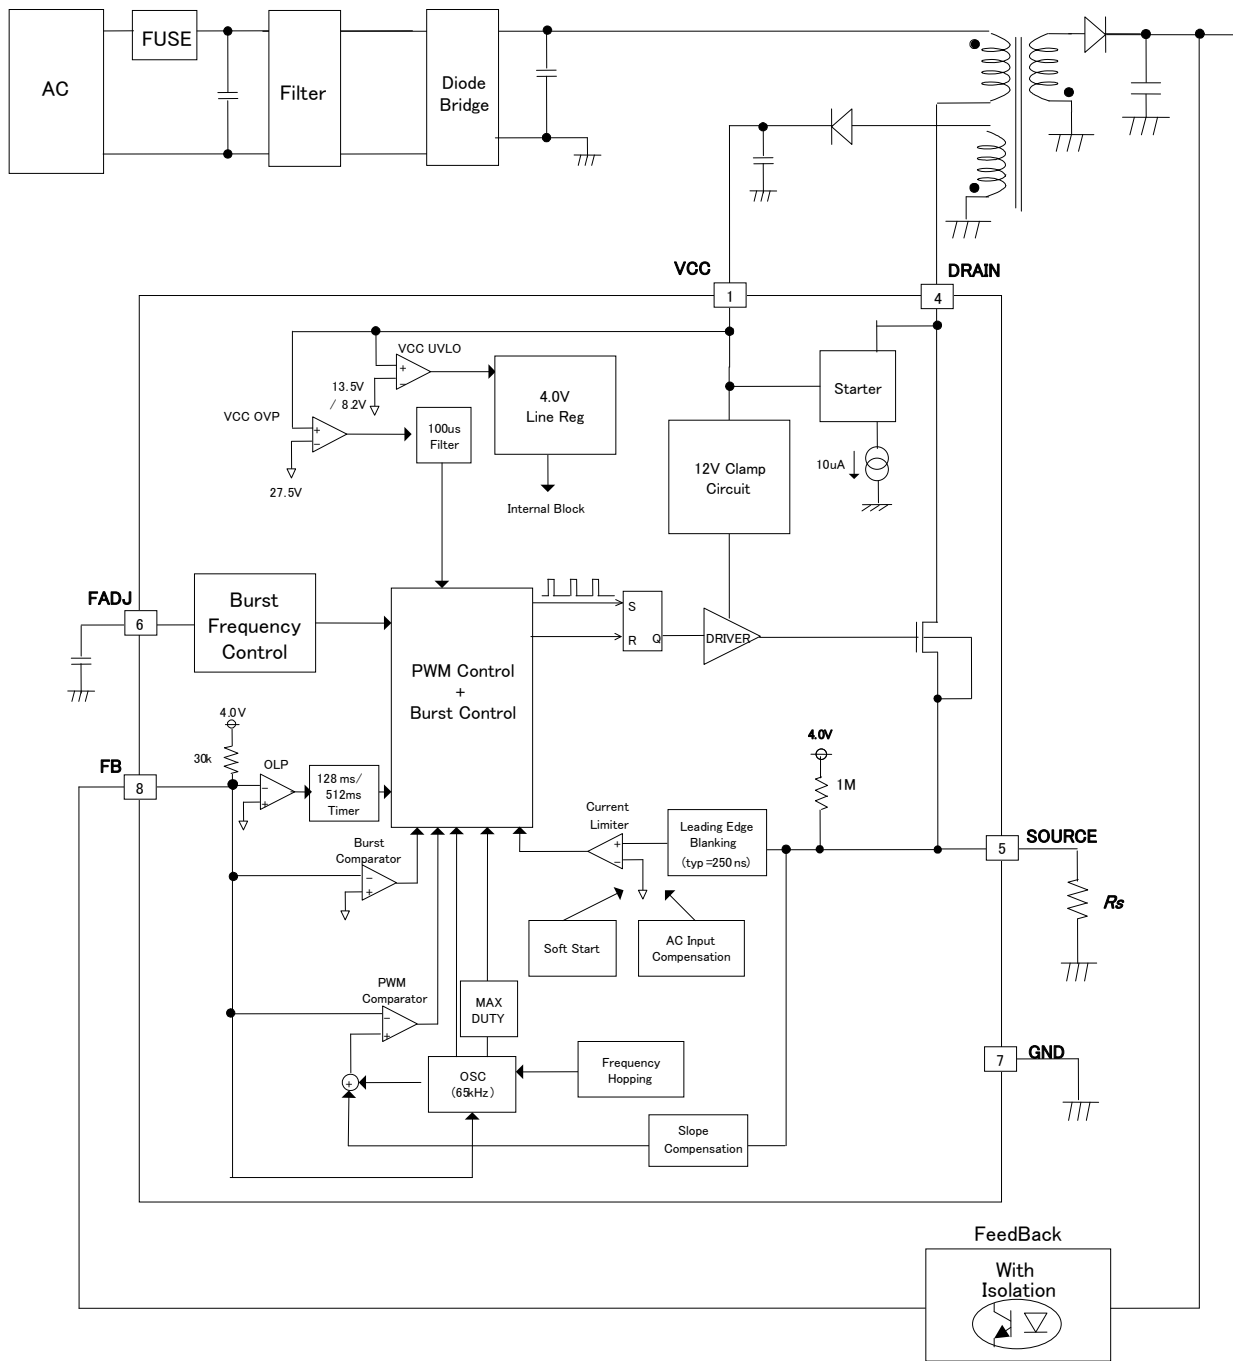 AC
FUSE
Filter
Diode
Bridge
VCC
DRAIN
1
4
VCC UVLO
13.5V
/ 8.2V
4.0V
Line Reg
Starter
VCC OVP
100us
Filter
27.5V
12V Clamp
Circuit
10uA
Internal Block
FADJ
6
Burst
Frequency
Control
S
R
Q
DRIVER
PWM Control
+
Burst Control
4.0V
30k
FB
8
OLP
128 ms/
512ms
Timer
4.0V
1M
Current
Limiter
Leading Edge
Blanking
(typ =250 ns)
SOURCE
5
Rs
Burst
Comparator
Soft Start
AC Input
Compensation
PWM
Comparator
MAX
DUTY
OSC
(65kHz)
Frequency
Hopping
7
GND
Slope
Compensation
FeedBack
With
Isolation